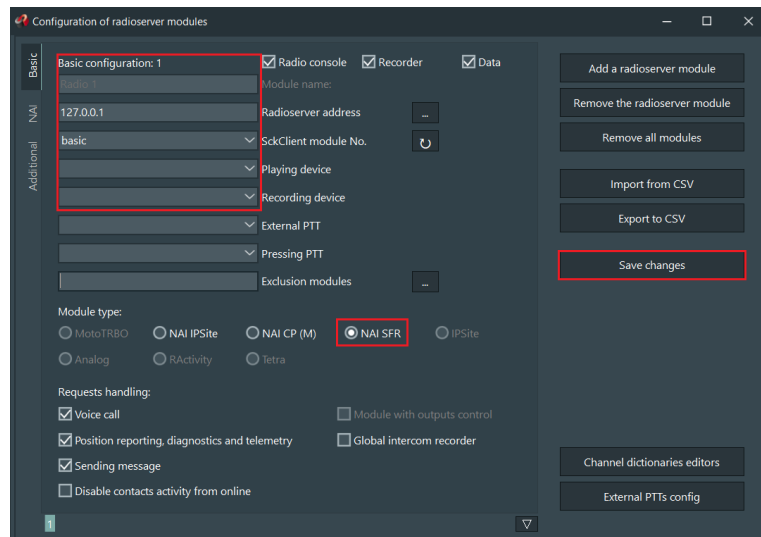 Configuration of radioserver modules
Basic
NAI
Additional
Basic configuration: 1
Radio console
Recorder
Data
Radio 1
Module name:
127.0.0.1
Radioserver address
...
basic
SckClient module No.
Playing device
Recording device
External PTT
Pressing PTT
Exclusion modules
...
Module type:
MotoTRBO
NAI IPSite
NAI CP (M)
NAI SFR
IPSite
Analog
RActivity
Tetra
Requests handling:
Voice call
Module with outputs control
Position reporting, diagnostics and telemetry
Global intercom recorder
Sending message
Disable contacts activity from online
1
Add a radioserver module
Remove the radioserver module
Remove all modules
Import from CSV
Export to CSV
Save changes
Channel dictionaries editors
External PTTs config